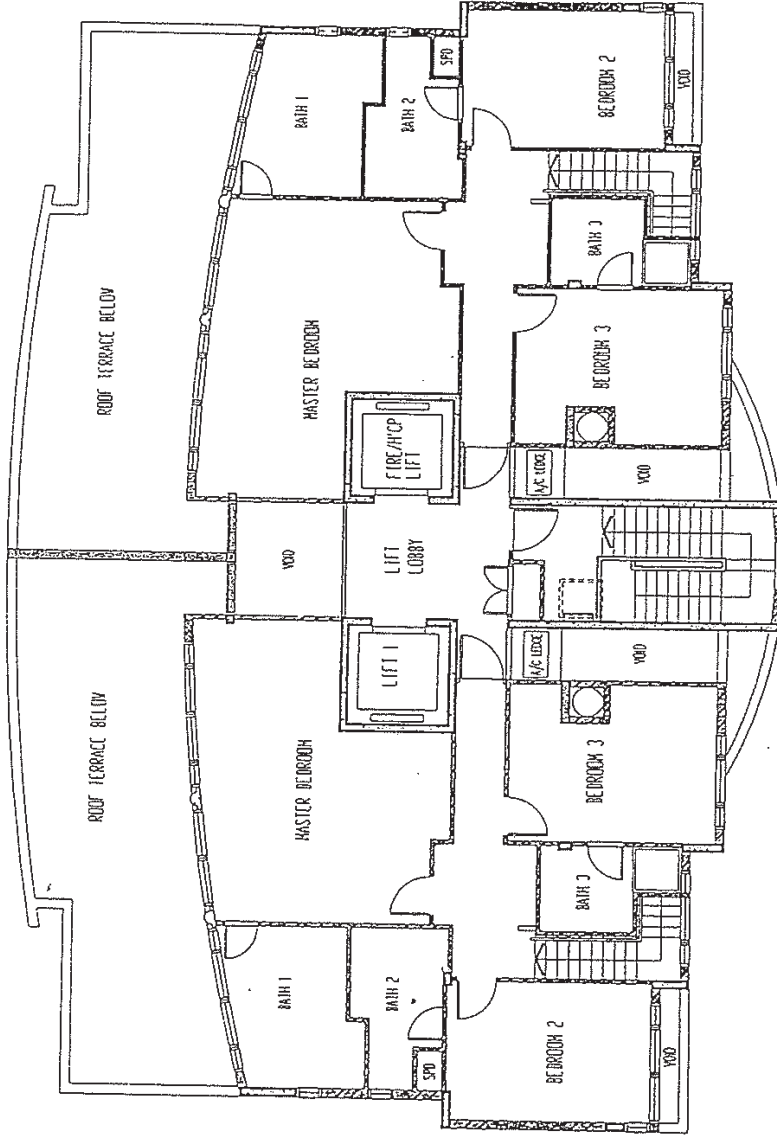 ROOF TERRACE BELOW
ROOF TERRACE BELOW
BATH 1
MASTER BEDROOM
VOID
MASTER BEDROOM
BATH 1
BATH 2
LIFT 1
LIFT
LOBBY
FIRE/H'CP
LIFT
BATH 2
SPD
SPD
A/C LEDGE
A/C LEDGE
BEDROOM 2
BATH 3
BEDROOM 3
BEDROOM 3
BATH 3
BEDROOM 2
VOID
VOID
VOID
VOID